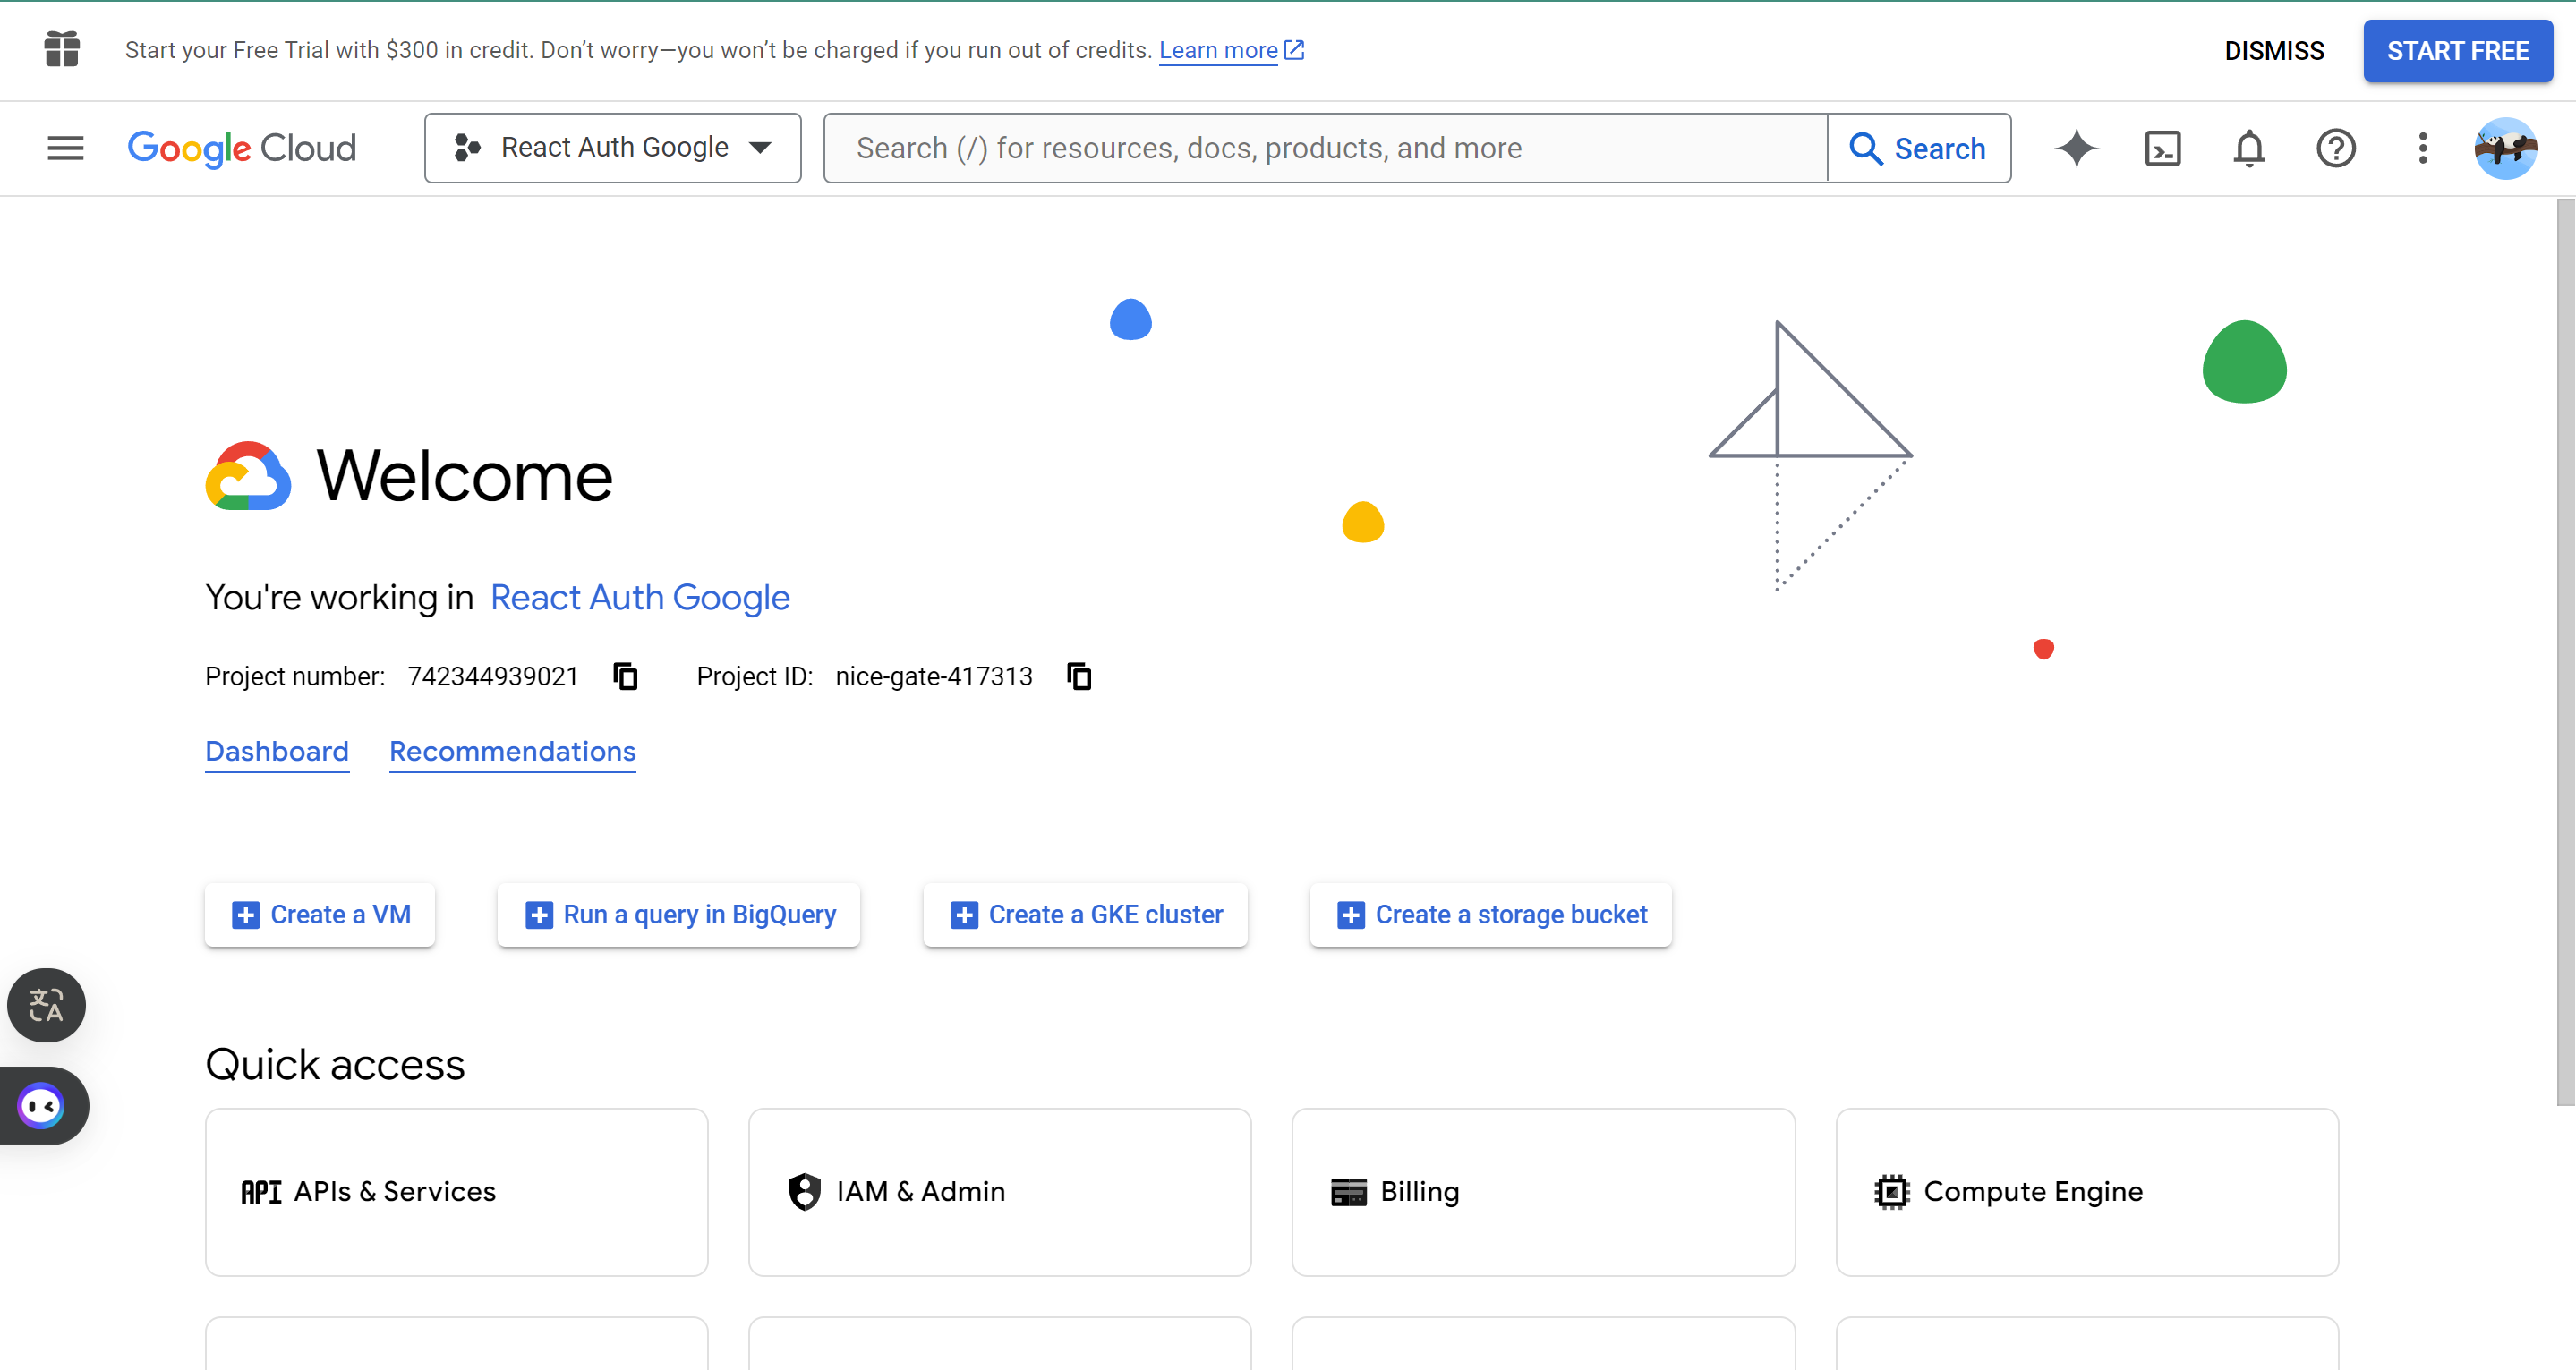 Start your Free Trial with $300 in credit. Don’t worry—you won’t be charged if you run out of credits. Learn more
DISMISS
START FREE
Google Cloud
React Auth Google
Search (/) for resources, docs, products, and more
Search
Welcome
You're working in React Auth Google
Project number: 742344939021 Project ID: nice-gate-417313
Dashboard Recommendations
Create a VM
Run a query in BigQuery
Create a GKE cluster
Create a storage bucket
文A
Quick access
API APIs & Services
IAM & Admin
Billing
Compute Engine